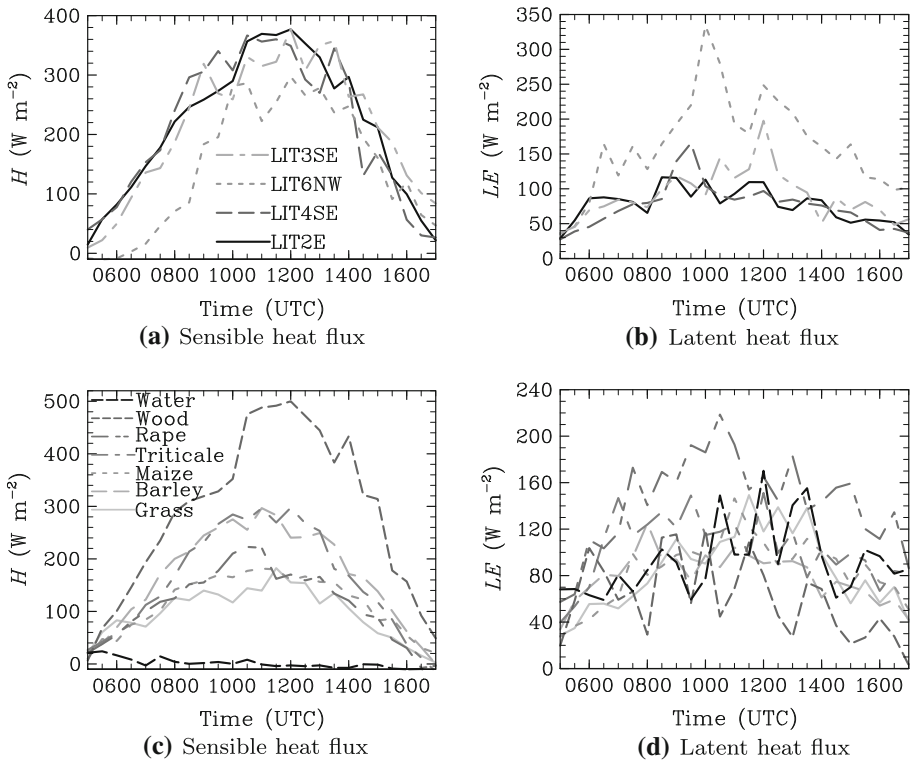 400
300
200
100
0
H (W m−2)
LIT3SE
LIT6NW
LIT4SE
LIT2E
0600 0800 1000 1200 1400 1600
Time (UTC)
(a) Sensible heat flux
350
300
250
200
150
100
50
0
LE (W m−2)
0600 0800 1000 1200 1400 1600
Time (UTC)
(b) Latent heat flux
500
400
300
200
100
0
H (W m−2)
Water
Wood
Rape
Triticale
Maize
Barley
Grass
0600 0800 1000 1200 1400 1600
Time (UTC)
(c) Sensible heat flux
240
200
160
120
80
40
0
LE (W m−2)
0600 0800 1000 1200 1400 1600
Time (UTC)
(d) Latent heat flux